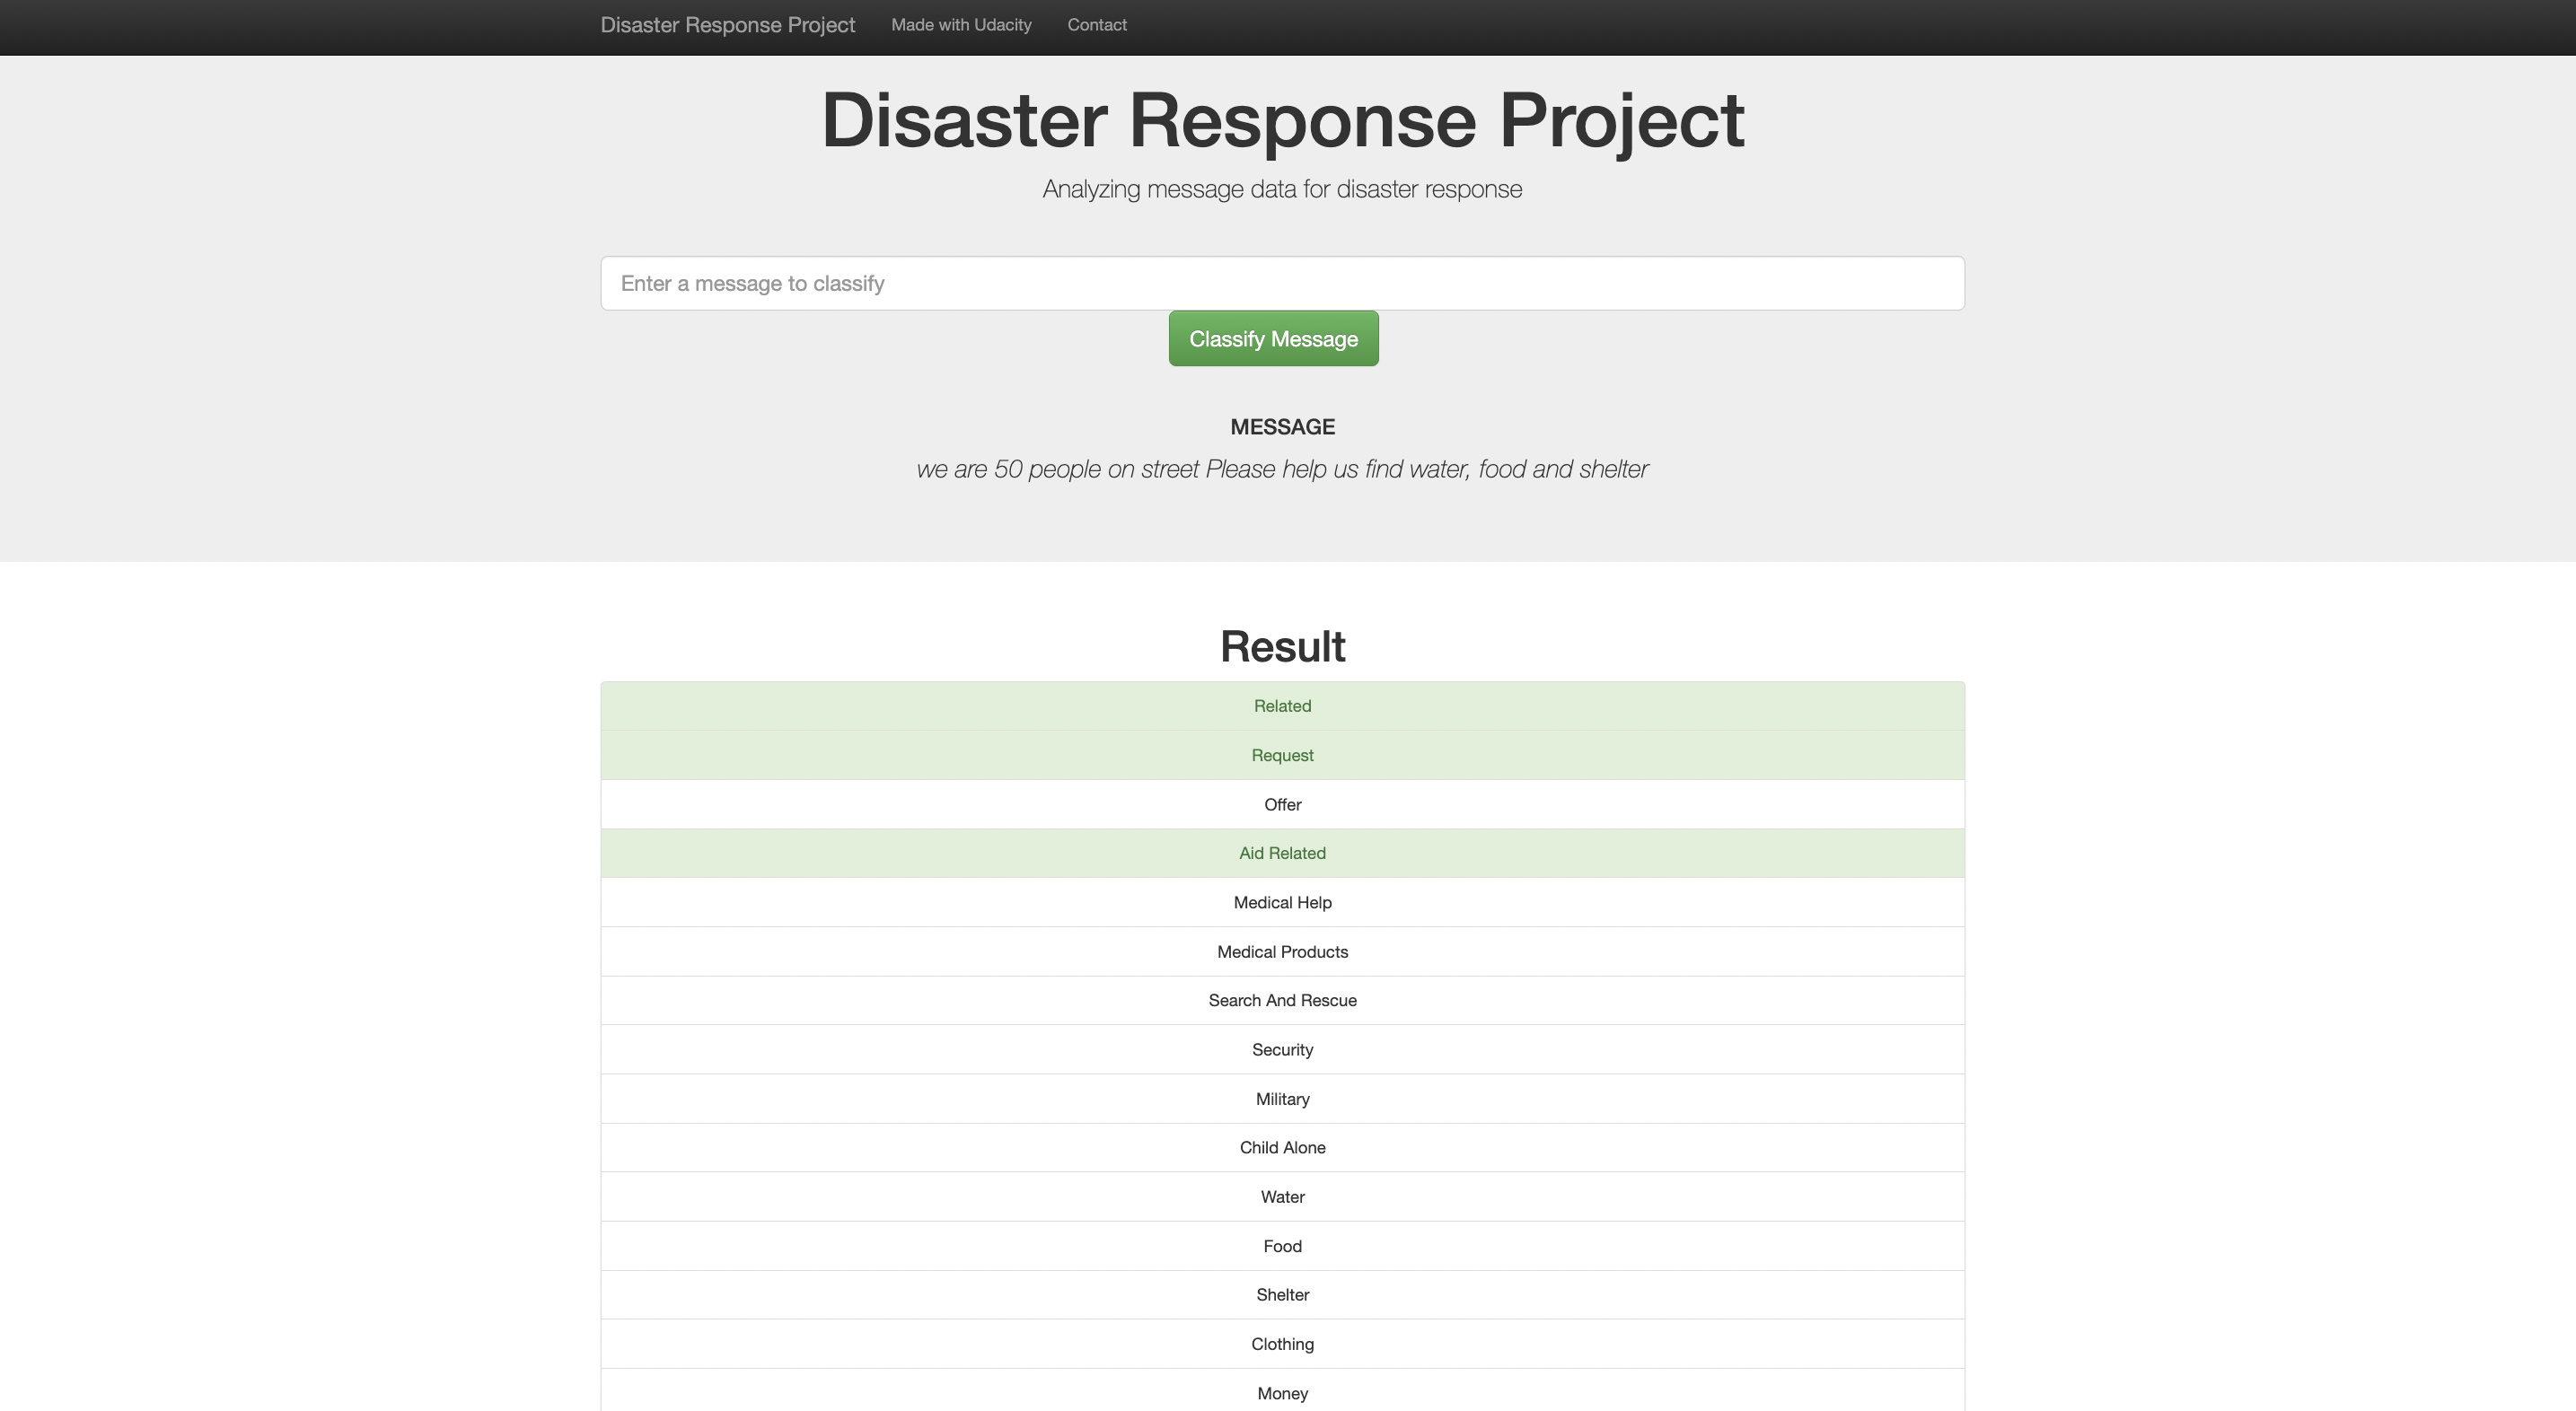 Disaster Response Project Made with Udacity Contact
Disaster Response Project
Analyzing message data for disaster response
Enter a message to classify
Classify Message
MESSAGE
we are 50 people on street Please help us find water, food and shelter
Result
Related
Request
Offer
Aid Related
Medical Help
Medical Products
Search And Rescue
Security
Military
Child Alone
Water
Food
Shelter
Clothing
Money